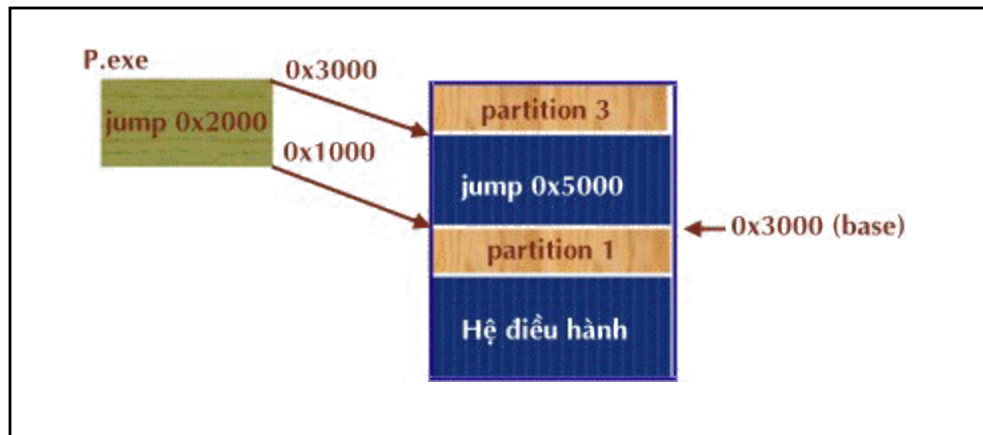 P.exe
jump 0x2000
0x3000
0x1000
partition 3
jump 0x5000
partition 1
Hệ điều hành
0x3000 (base)